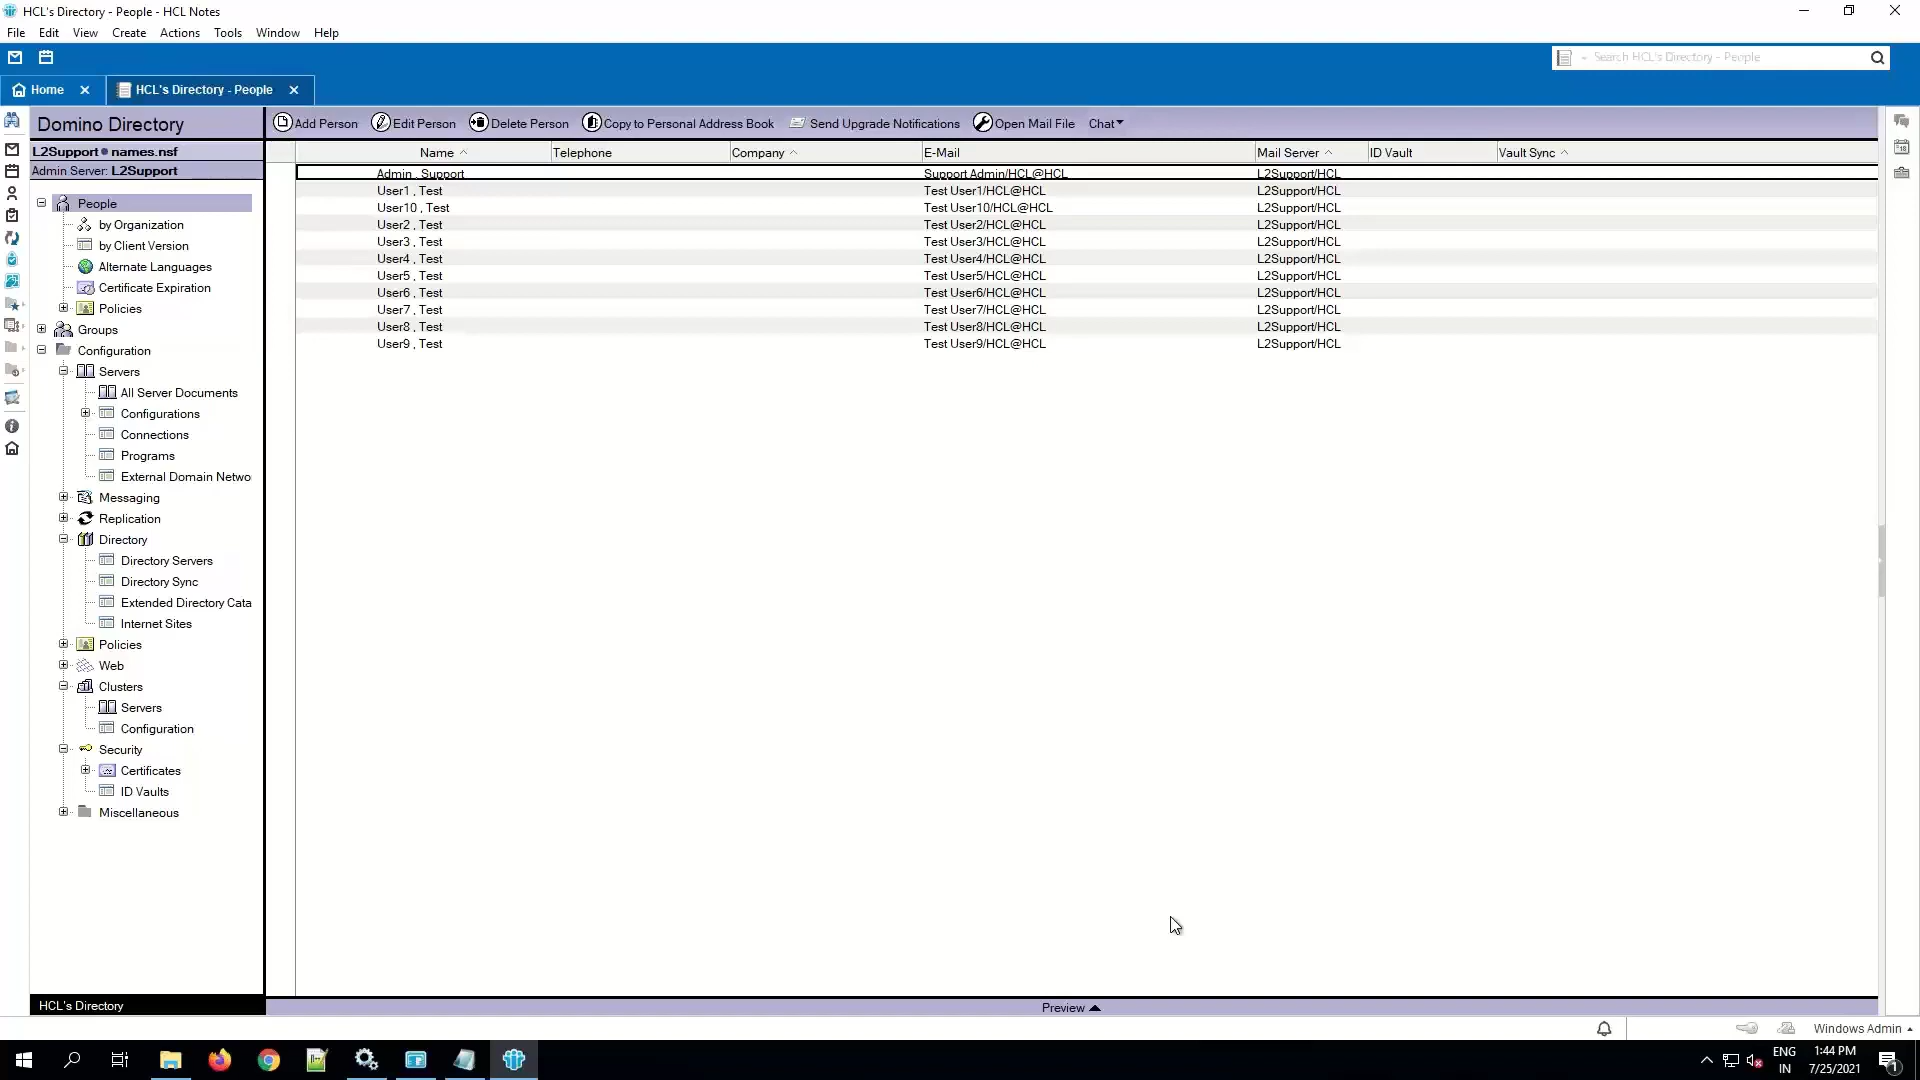 HCL's Directory - People - HCL Notes
File Edit View Create Actions Tools Window Help
Search HCL's Directory - People
Home
HCL's Directory - People
Domino Directory
L2Support names.nsf
Admin Server: L2Support
People
by Organization
by Client Version
Alternate Languages
Certificate Expiration
Policies
Groups
Configuration
Servers
All Server Documents
Configurations
Connections
Programs
External Domain Netwo
Messaging
Replication
Directory
Directory Servers
Directory Sync
Extended Directory Cata
Internet Sites
Policies
Web
Clusters
Servers
Configuration
Security
Certificates
ID Vaults
Miscellaneous
HCL's Directory
Add Person Edit Person Delete Person Copy to Personal Address Book Send Upgrade Notifications Open Mail File Chat
Name Telephone Company E-Mail Mail Server ID Vault Vault Sync
Admin , Support Support Admin/HCL@HCL L2Support/HCL
User1 , Test Test User1/HCL@HCL L2Support/HCL
User10 , Test Test User10/HCL@HCL L2Support/HCL
User2 , Test Test User2/HCL@HCL L2Support/HCL
User3 , Test Test User3/HCL@HCL L2Support/HCL
User4 , Test Test User4/HCL@HCL L2Support/HCL
User5 , Test Test User5/HCL@HCL L2Support/HCL
User6 , Test Test User6/HCL@HCL L2Support/HCL
User7 , Test Test User7/HCL@HCL L2Support/HCL
User8 , Test Test User8/HCL@HCL L2Support/HCL
User9 , Test Test User9/HCL@HCL L2Support/HCL
Preview
Windows Admin
ENG
IN
1:44 PM
7/25/2021
1